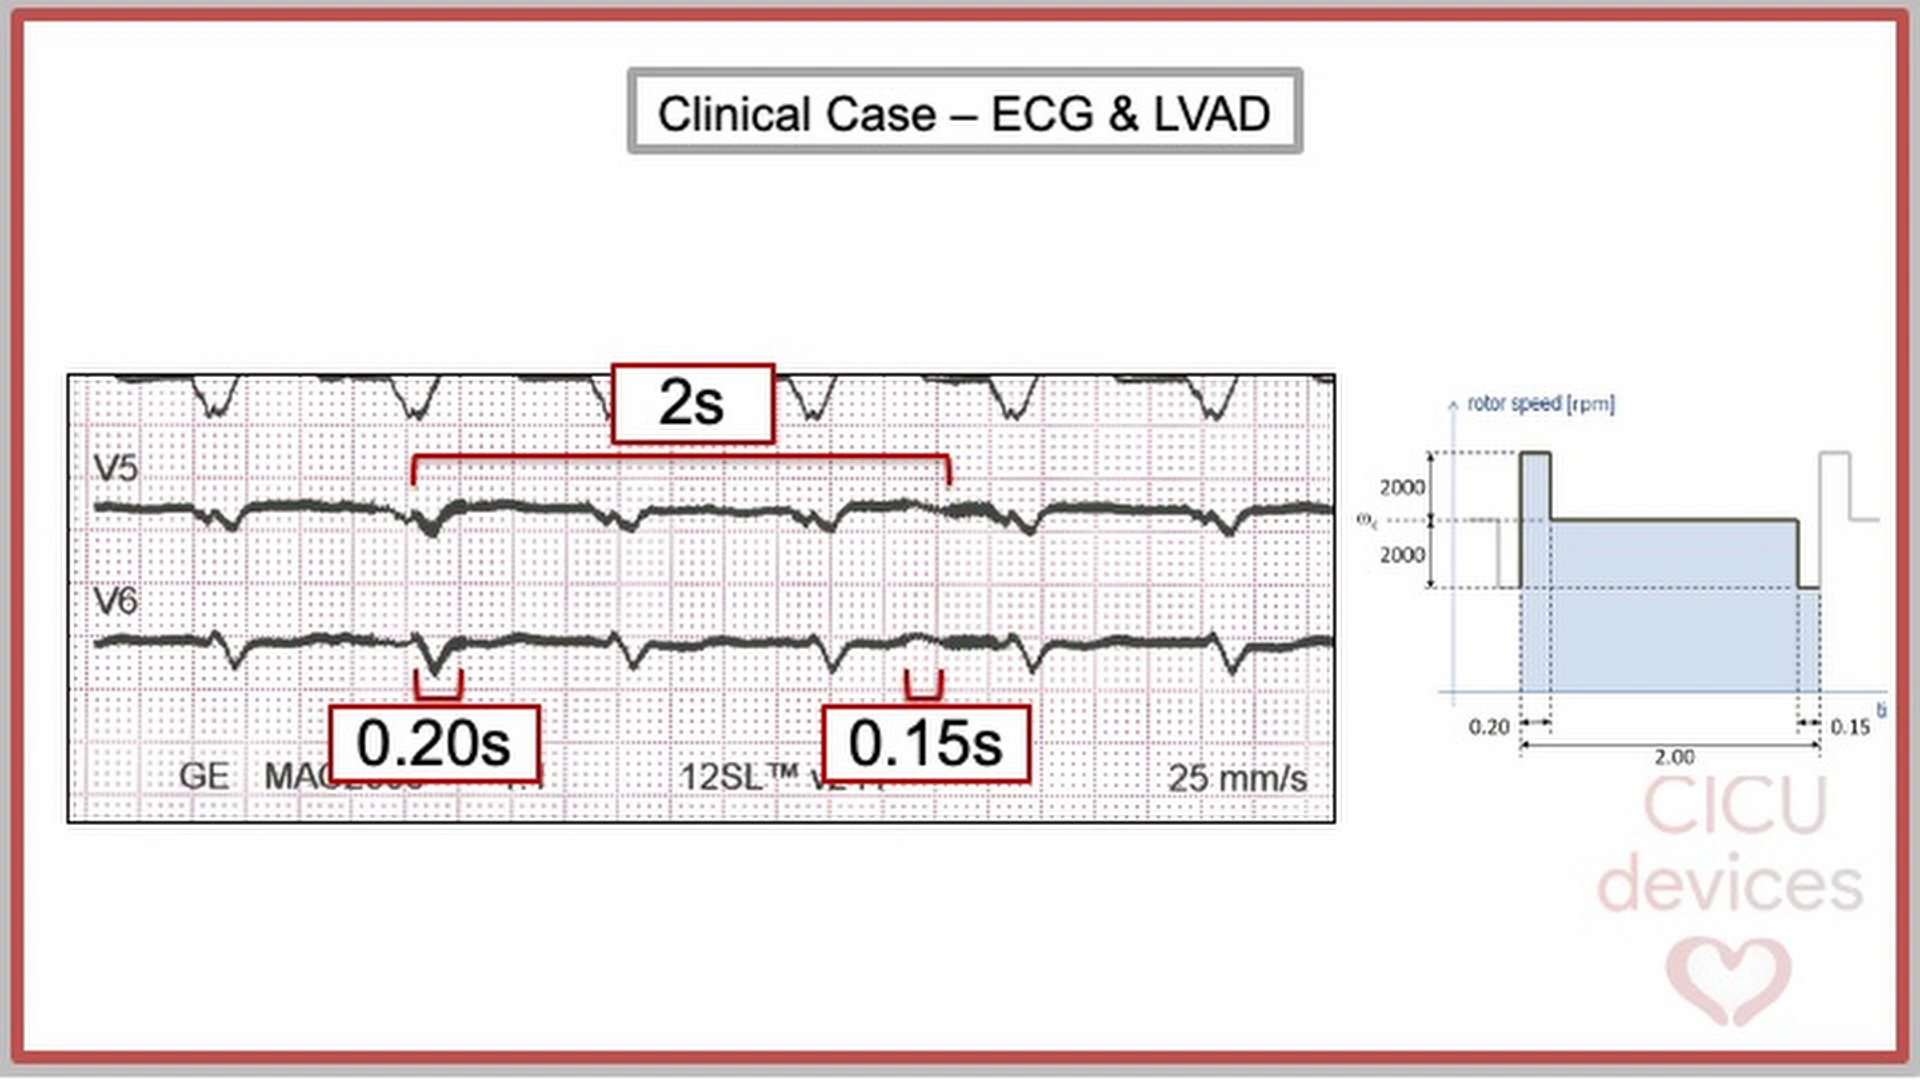 Clinical Case – ECG & LVAD
2s
V5
V6
0.20s
0.15s
GE
12SL™
25 mm/s
rotor speed [rpm]
2000
2000
0.20
0.15
2.00
CICU
devices